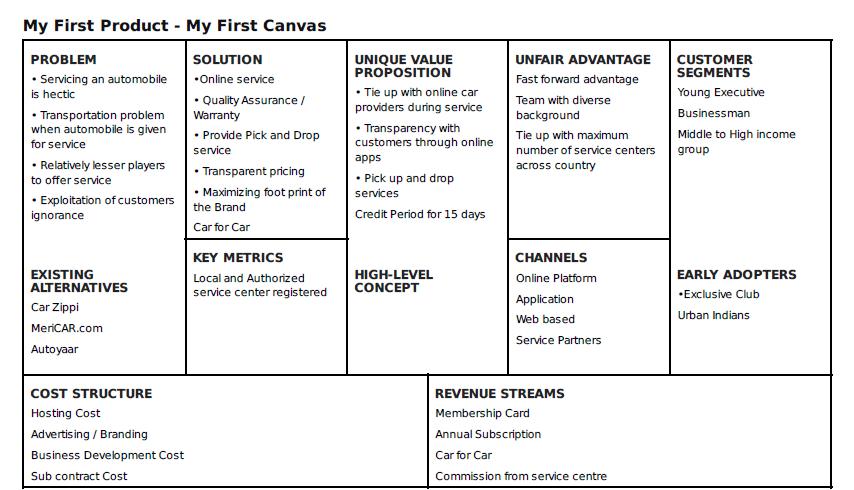 My First Product - My First Canvas
PROBLEM
• Servicing an automobile
is hectic
• Transportation problem
when automobile is given
for service
• Relatively lesser players
to offer service
• Exploitation of customers
ignorance
EXISTING
ALTERNATIVES
Car Zippi
MeriCAR.com
Autoyaar
SOLUTION
•Online service
• Quality Assurance /
Warranty
• Provide Pick and Drop
service
• Transparent pricing
• Maximizing foot print of
the Brand
Car for Car
KEY METRICS
Local and Authorized
service center registered
UNIQUE VALUE
PROPOSITION
• Tie up with online car
providers during service
• Transparency with
customers through online
apps
• Pick up and drop
services
Credit Period for 15 days
HIGH-LEVEL
CONCEPT
UNFAIR ADVANTAGE
Fast forward advantage
Team with diverse
background
Tie up with maximum
number of service centers
across country
CHANNELS
Online Platform
Application
Web based
Service Partners
CUSTOMER
SEGMENTS
Young Executive
Businessman
Middle to High income
group
EARLY ADOPTERS
•Exclusive Club
Urban Indians
COST STRUCTURE
Hosting Cost
Advertising / Branding
Business Development Cost
Sub contract Cost
REVENUE STREAMS
Membership Card
Annual Subscription
Car for Car
Commission from service centre